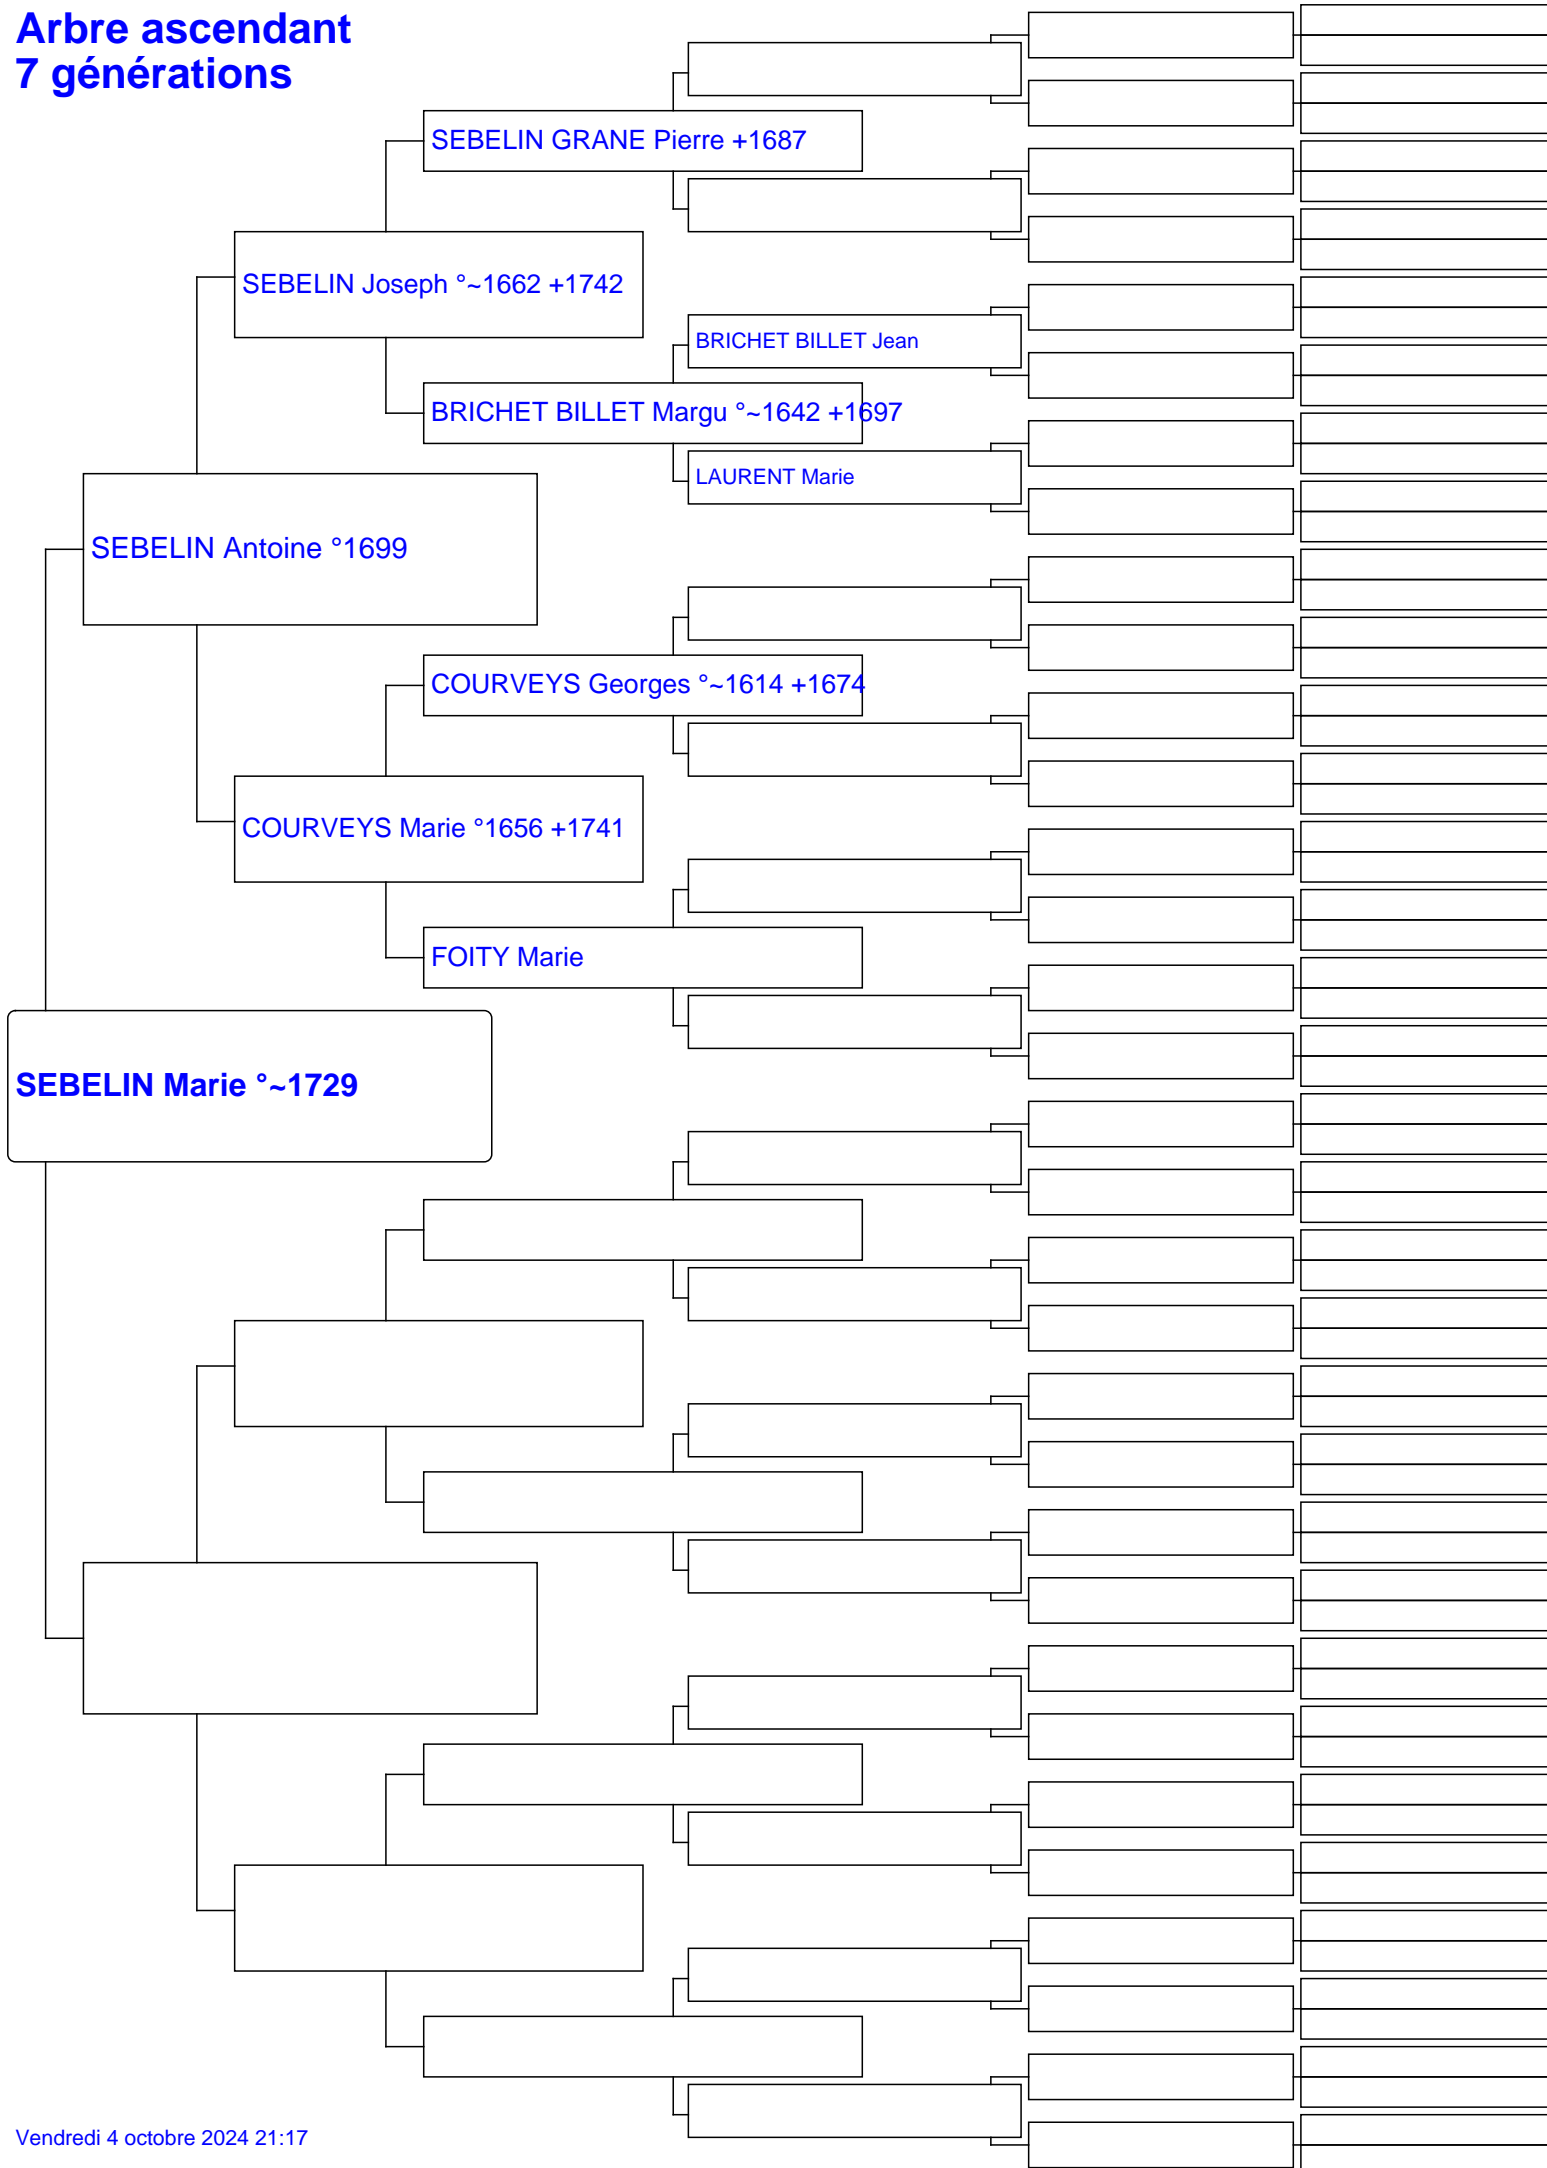 Arbre ascendant
7 générations
SEBELIN GRANE Pierre +1687
SEBELIN Joseph °~1662 +1742
BRICHET BILLET Jean
BRICHET BILLET Margu °~1642 +1697
LAURENT Marie
SEBELIN Antoine °1699
COURVEYS Georges °~1614 +1674
COURVEYS Marie °1656 +1741
FOITY Marie
SEBELIN Marie °~1729
Vendredi 4 octobre 2024 21:17